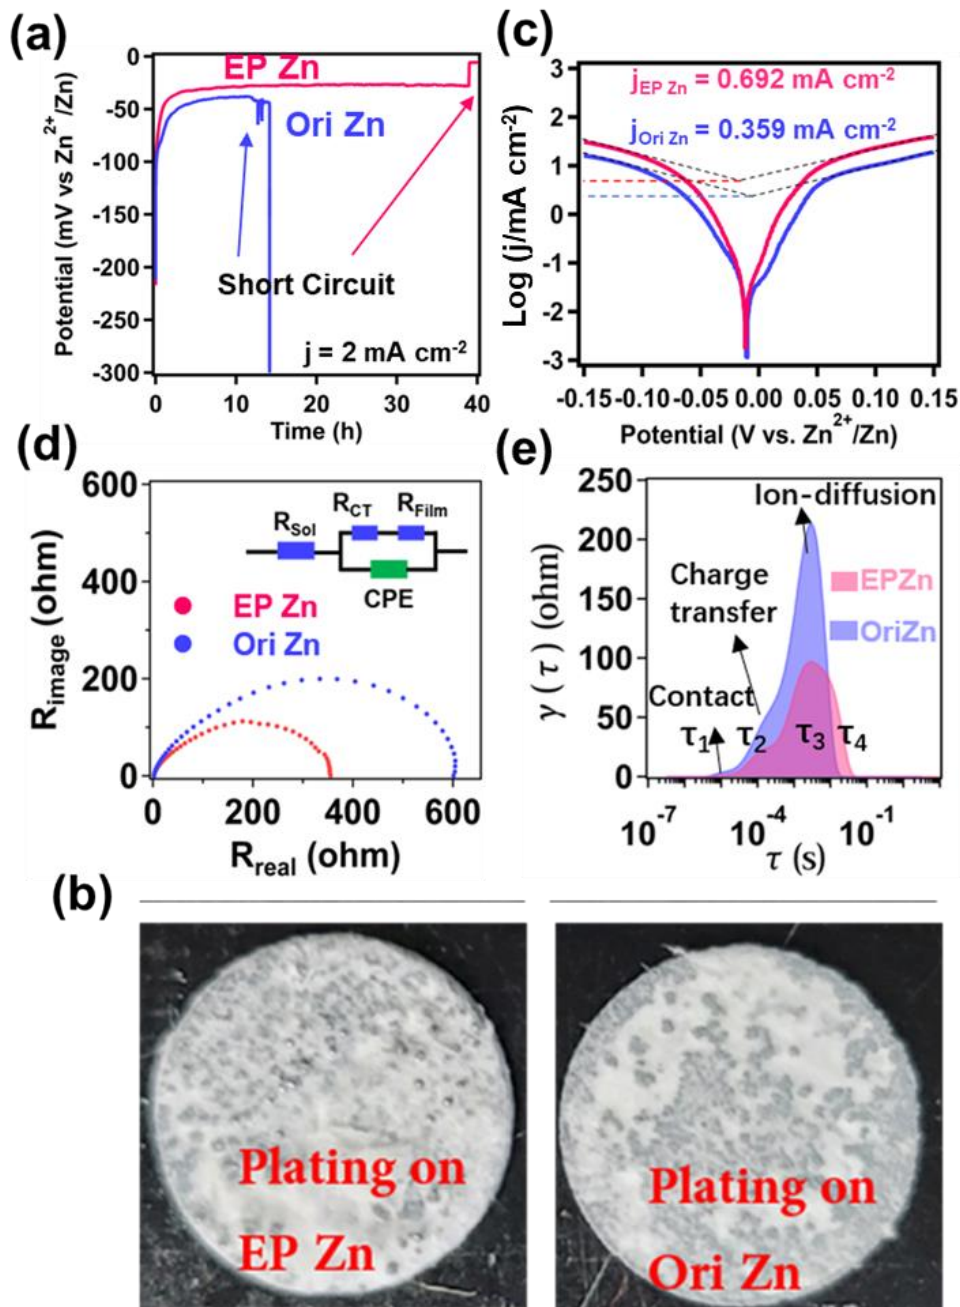 (a)
0
-50
-100
-150
-200
-250
-300
Potential (mV vs Zn²⁺/Zn)
EP Zn
Ori Zn
Short Circuit
j = 2 mA cm⁻²
0 10 20 30 40
Time (h)
(c)
3
2
1
0
-1
-2
-3
Log (j/mA cm⁻²)
jEP Zn = 0.692 mA cm⁻²
jOri Zn = 0.359 mA cm⁻²
-0.15 -0.10 -0.05 0.00 0.05 0.10 0.15
Potential (V vs. Zn²⁺/Zn)
(d)
600
400
200
0
Rimage (ohm)
RSol
RCT
RFilm
CPE
EP Zn
Ori Zn
0 200 400 600
Rreal (ohm)
(e)
250
200
150
100
50
0
γ (τ) (ohm)
Ion-diffusion
Charge
transfer
Contact
EPZn
OriZn
τ1 τ2 τ3 τ4
10⁻⁷ 10⁻⁴ 10⁻¹
τ (s)
(b)
Plating on
EP Zn
Plating on
Ori Zn